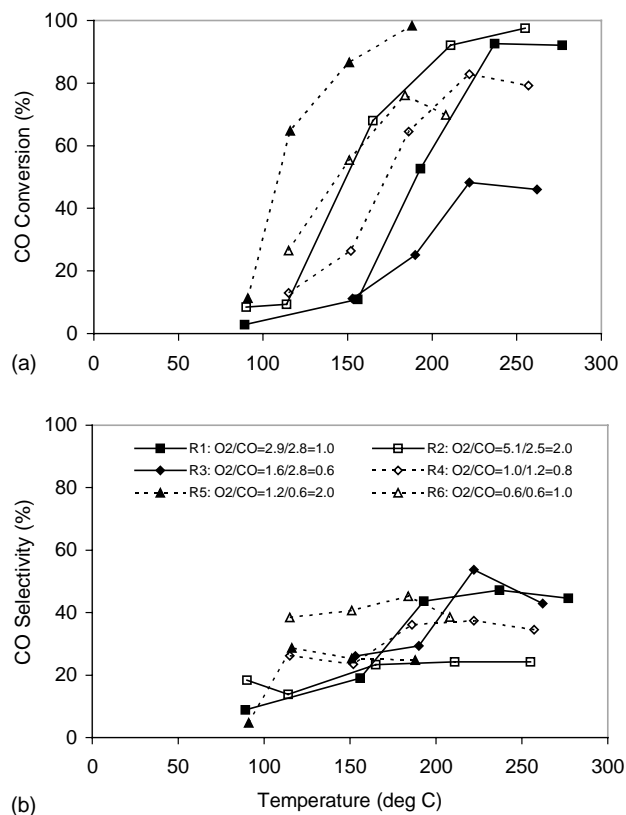 100
80
60
40
20
0
CO Conversion (%)
0 50 100 150 200 250 300
(a)
100
80
60
40
20
0
CO Selectivity (%)
R1: O2/CO=2.9/2.8=1.0
R2: O2/CO=5.1/2.5=2.0
R3: O2/CO=1.6/2.8=0.6
R4: O2/CO=1.0/1.2=0.8
R5: O2/CO=1.2/0.6=2.0
R6: O2/CO=0.6/0.6=1.0
0 50 100 150 200 250 300
Temperature (deg C)
(b)